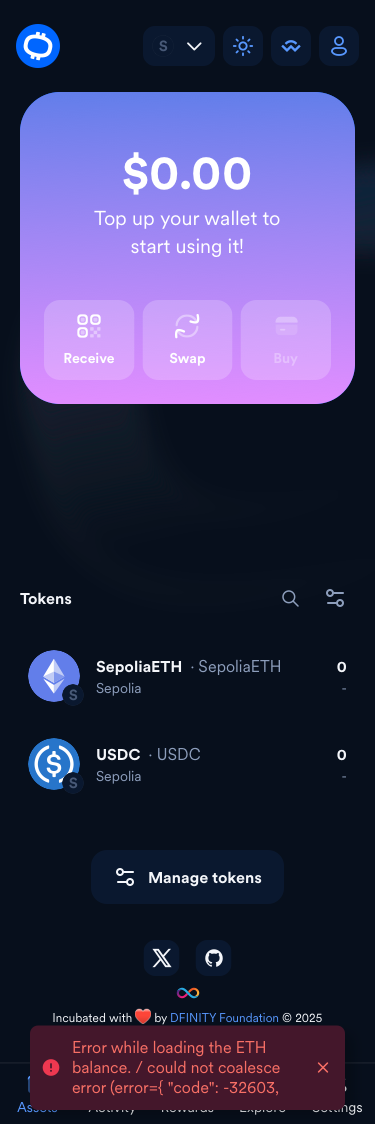 S
$0.00
Top up your wallet to
start using it!
Receive
Swap
Buy
Tokens
SepoliaETH · SepoliaETH
0
Sepolia
-
S
USDC · USDC
0
Sepolia
-
S
Manage tokens
Incubated with ❤️ by DFINITY Foundation © 2025
Error while loading the ETH
balance. / could not coalesce
error (error={ "code": -32603,
Assets
Activity
Rewards
Explore
Settings